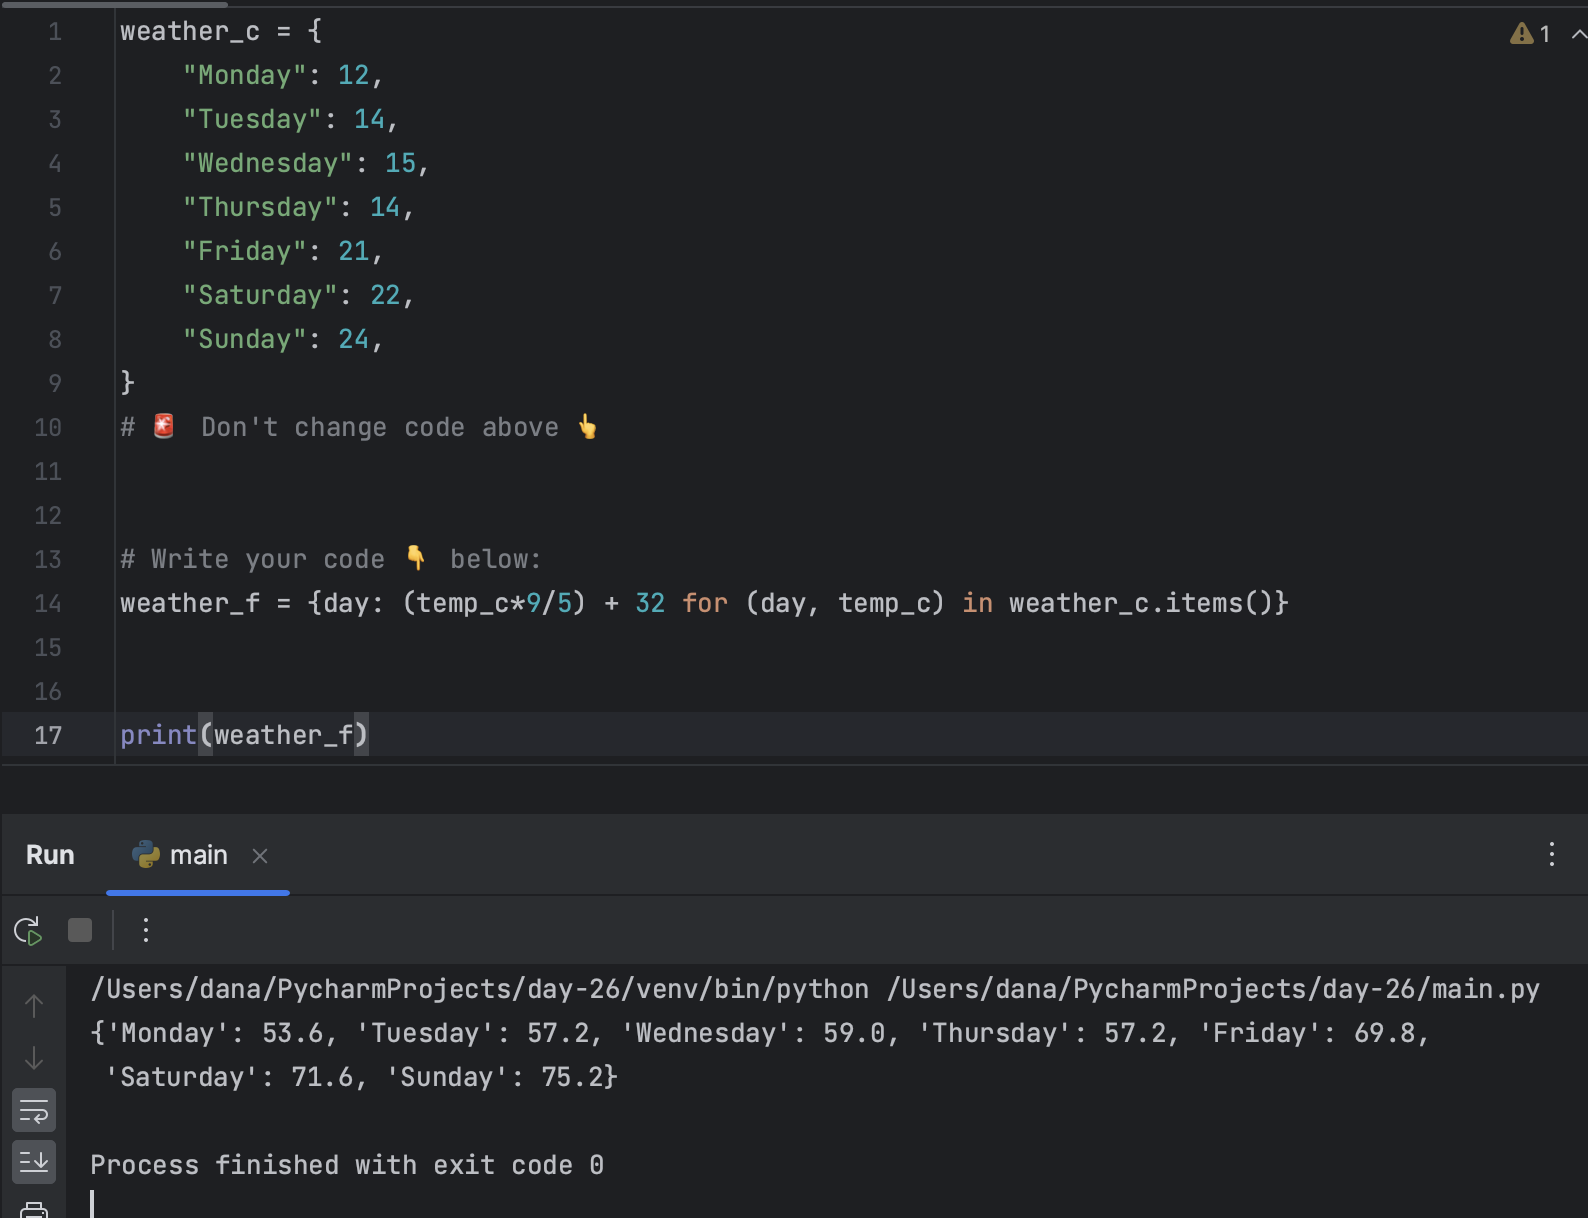 1 weather_c = {
2     "Monday": 12,
3     "Tuesday": 14,
4     "Wednesday": 15,
5     "Thursday": 14,
6     "Friday": 21,
7     "Saturday": 22,
8     "Sunday": 24,
9 }
10 # 🚨 Don't change code above 👆
11
12
13 # Write your code 👇 below:
14 weather_f = {day: (temp_c*9/5) + 32 for (day, temp_c) in weather_c.items()}
15
16
17 print(weather_f)
1
Run main
/Users/dana/PycharmProjects/day-26/venv/bin/python /Users/dana/PycharmProjects/day-26/main.py
{'Monday': 53.6, 'Tuesday': 57.2, 'Wednesday': 59.0, 'Thursday': 57.2, 'Friday': 69.8,
 'Saturday': 71.6, 'Sunday': 75.2}
Process finished with exit code 0